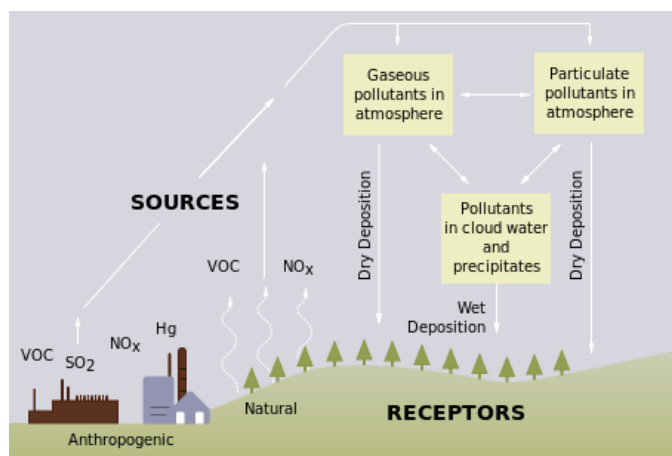 Gaseous
pollutants in
atmosphere
Particulate
pollutants in
atmosphere
SOURCES
Dry Deposition
Pollutants
in cloud water
and
precipitates
Dry Deposition
VOC
NOx
Wet
Deposition
VOC
SO2
NOx
Hg
Natural
RECEPTORS
Anthropogenic